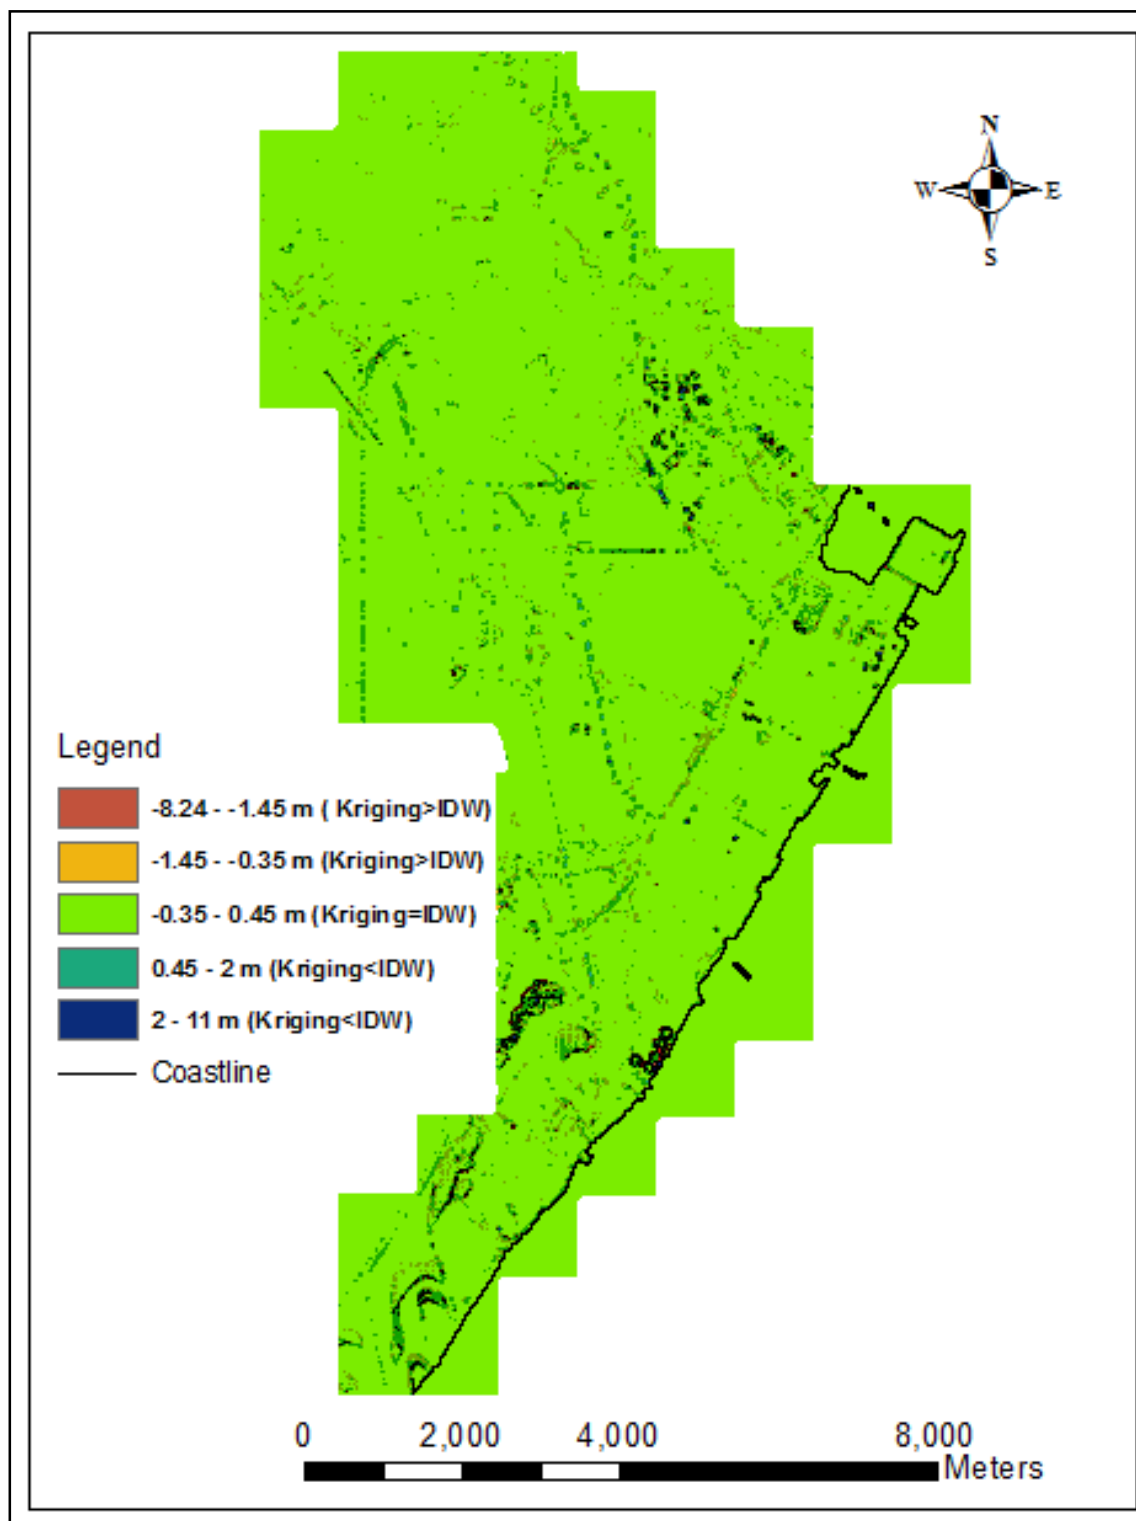 N
W E
S
Legend
-8.24 - -1.45 m ( Kriging>IDW)
-1.45 - -0.35 m (Kriging>IDW)
-0.35 - 0.45 m (Kriging=IDW)
0.45 - 2 m (Kriging<IDW)
2 - 11 m (Kriging<IDW)
Coastline
0 2,000 4,000 8,000
Meters